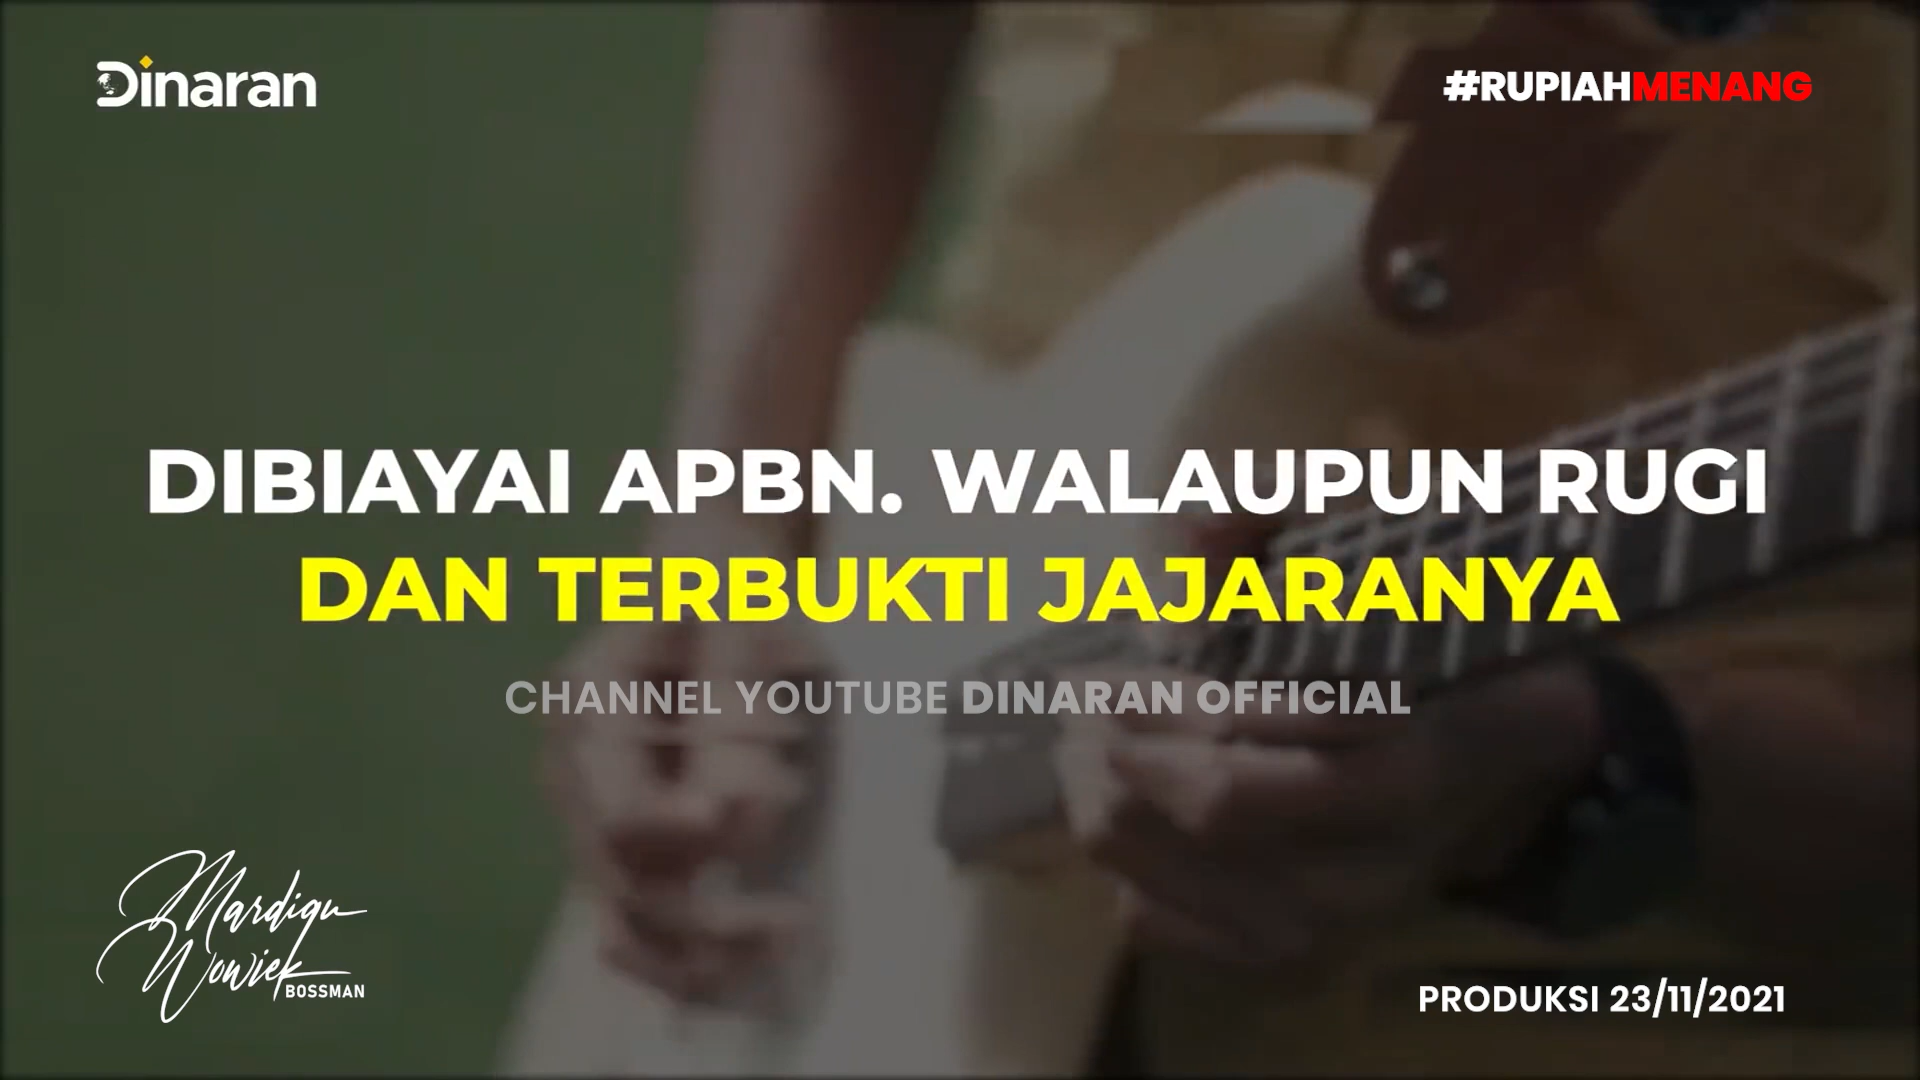 Dinaran
#RUPIAHMENANG
DIBIAYAI APBN. WALAUPUN RUGI
DAN TERBUKTI JAJARANYA
CHANNEL YOUTUBE DINARAN OFFICIAL
Mardigu
Wowiek
BOSSMAN
PRODUKSI 23/11/2021